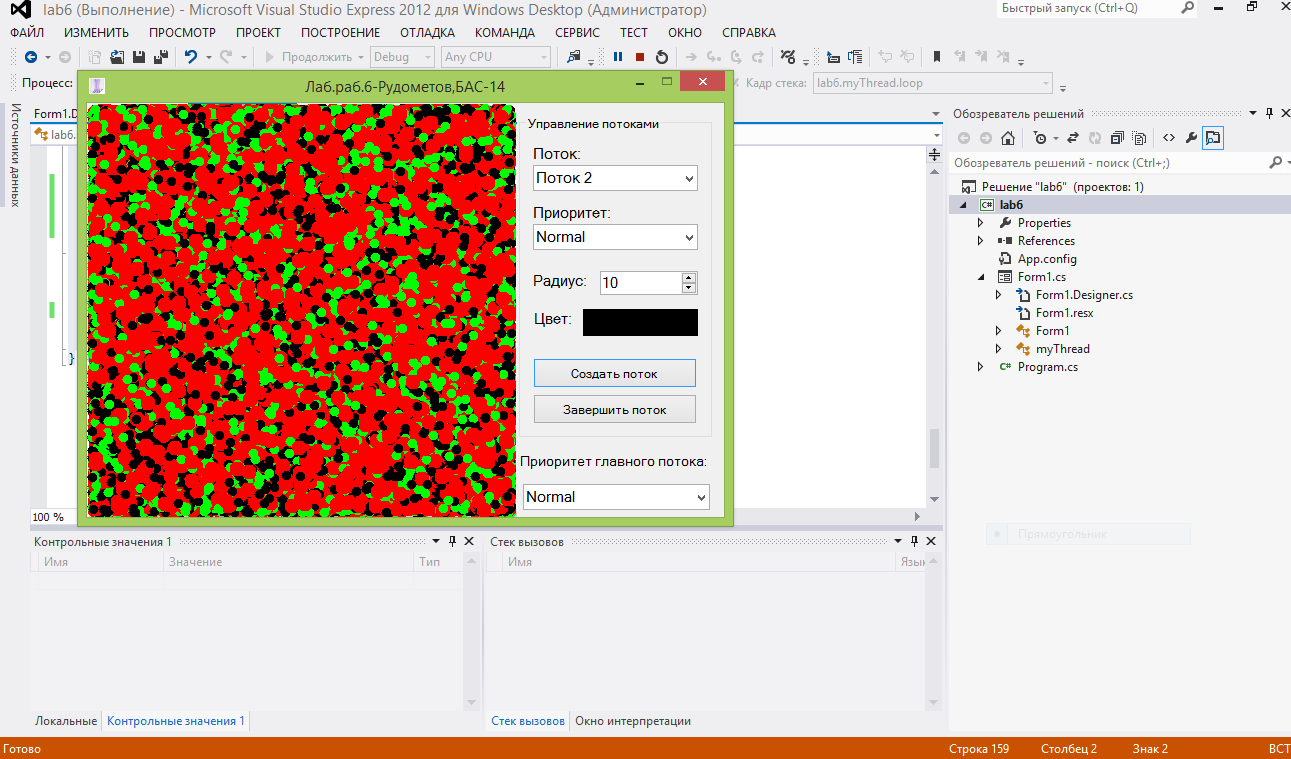 lab6 (Выполнение) - Microsoft Visual Studio Express 2012 для Windows Desktop (Администратор)
Быстрый запуск (Ctrl+Q)
ФАЙЛ ИЗМЕНИТЬ ПРОСМОТР ПРОЕКТ ПОСТРОЕНИЕ ОТЛАДКА КОМАНДА СЕРВИС ТЕСТ ОКНО СПРАВКА
Продолжить Debug Any CPU
Процесс:
Кадр стека: lab6.myThread.loop
Лаб.раб.6-Рудометов,БАС-14
Источники данных
Form1.D
lab6.
}
100 %
Управление потоками
Поток:
Поток 2
Приоритет:
Normal
Радиус: 10
Цвет:
Создать поток
Завершить поток
Приоритет главного потока:
Normal
Обозреватель решений
Обозреватель решений - поиск (Ctrl+;)
Решение "lab6" (проектов: 1)
C# lab6
Properties
References
App.config
Form1.cs
Form1.Designer.cs
Form1.resx
Form1
myThread
C# Program.cs
Прямоугольник
Контрольные значения 1
Имя Значение Тип
Локальные Контрольные значения 1
Стек вызовов
Имя Язык
Стек вызовов Окно интерпретации
Готово Строка 159 Столбец 2 Знак 2 ВСТ